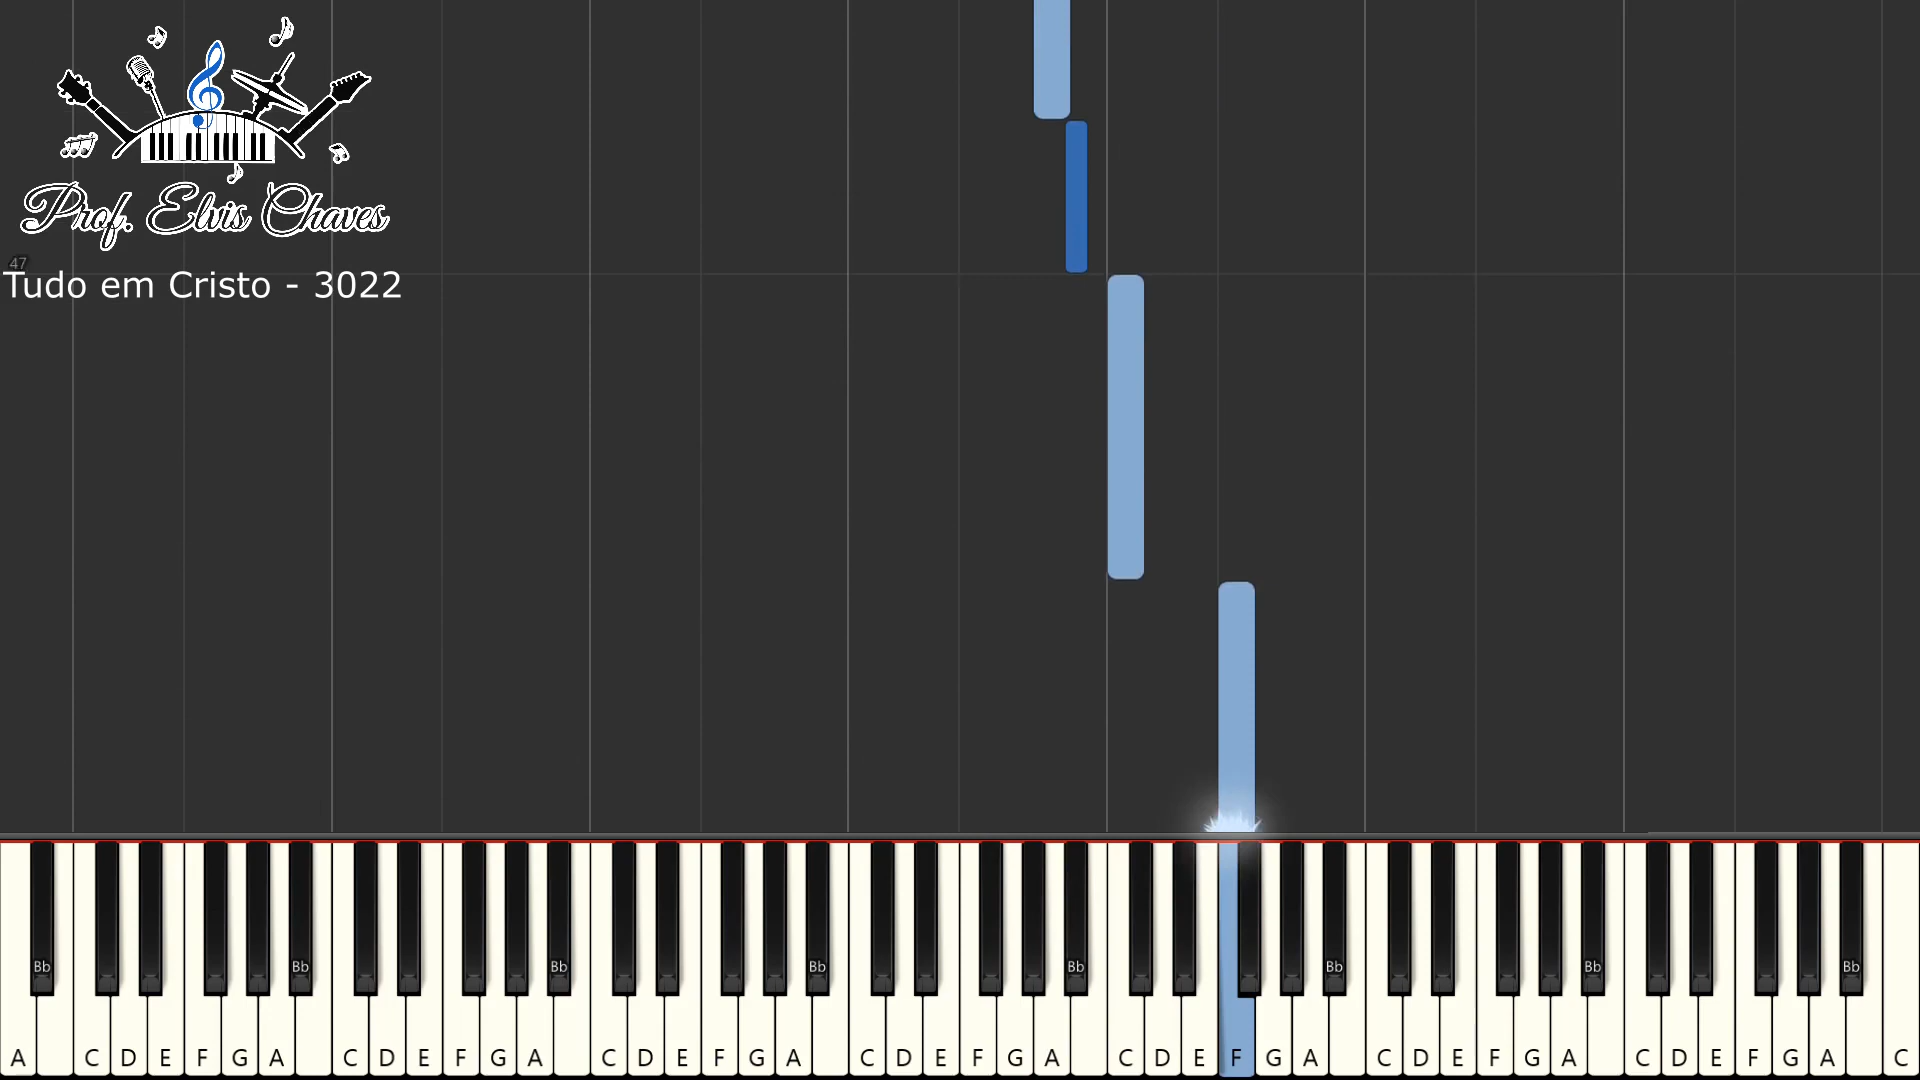 Prof. Elvis Chaves
47
Tudo em Cristo - 3022
Bb Bb Bb Bb Bb Bb Bb Bb
A C D E F G A C D E F G A C D E F G A C D E F G A C D E F G A C D E F G A C D E F G A C